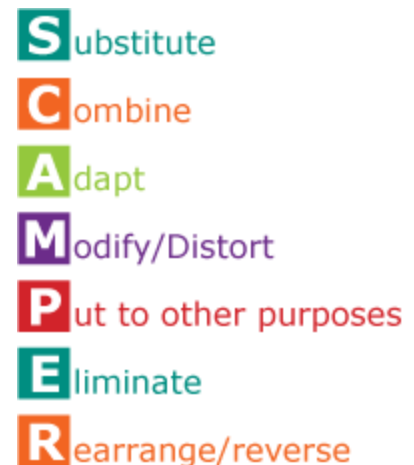 Substitute
Combine
Adapt
Modify/Distort
Put to other purposes
Eliminate
Rearrange/reverse